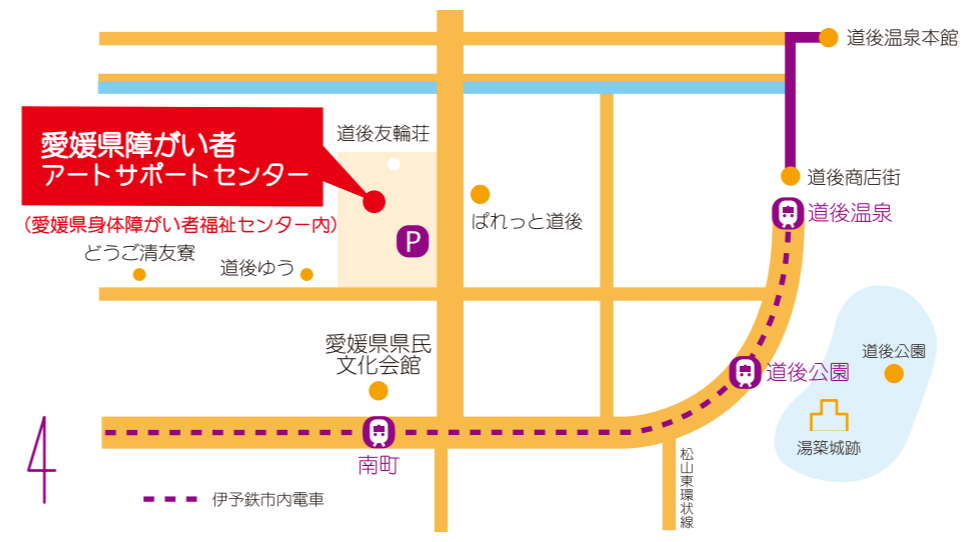 道後温泉本館
愛媛県障がい者
アートサポートセンター
(愛媛県身体障がい者福祉センター内)
道後友輪荘
P
ぱれっと道後
道後商店街
道後温泉
どうご清友寮
道後ゆう
愛媛県県民
文化会館
道後公園
道後公園
湯築城跡
南町
松山東環状線
伊予鉄市内電車